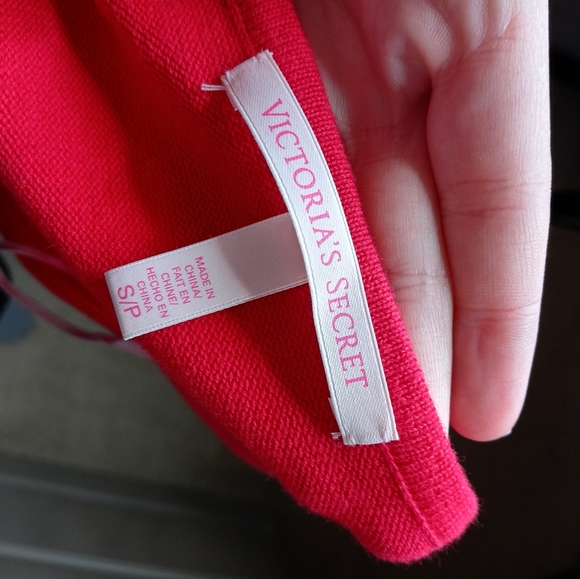 VICTORIA'S SECRET
MADE IN
CHINA/
FAIT EN
CHINE/
HECHO EN
CHINA
S/P